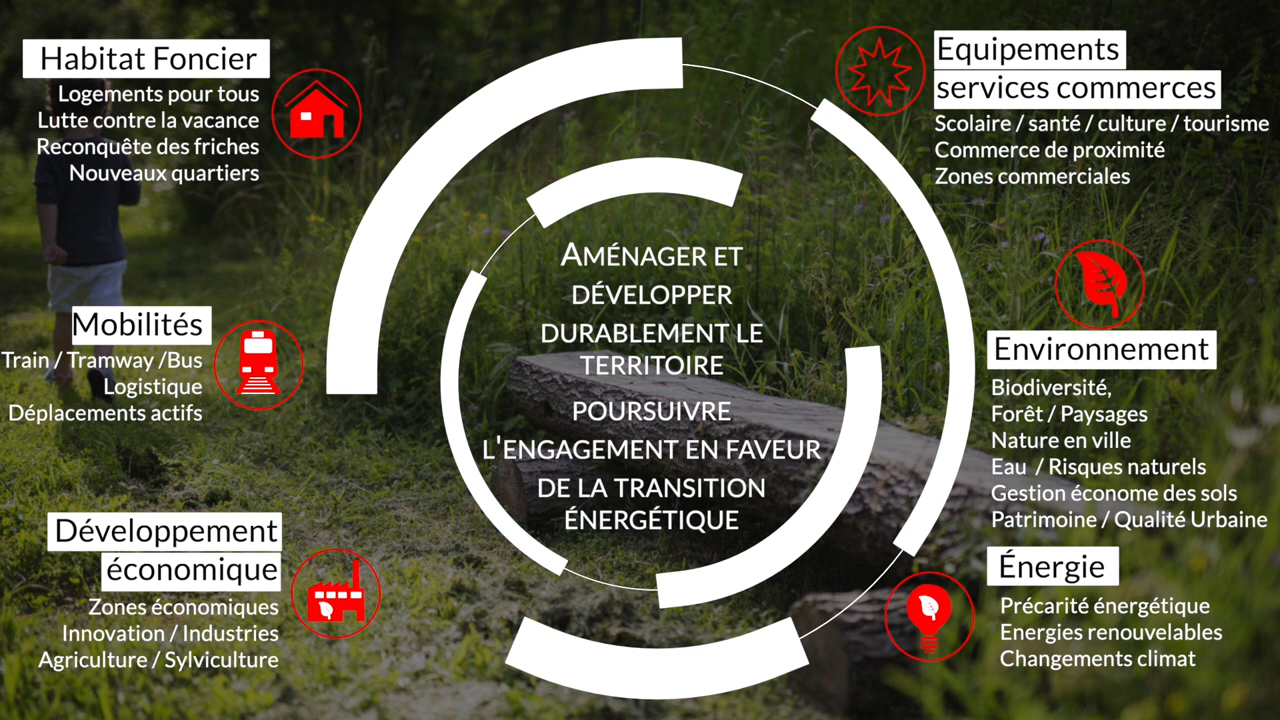 Habitat Foncier
Logements pour tous
Lutte contre la vacance
Reconquête des friches
Nouveaux quartiers
Mobilités
Train / Tramway /Bus
Logistique
Déplacements actifs
Développement
économique
Zones économiques
Innovation / Industries
Agriculture / Sylviculture
AMÉNAGER ET
DÉVELOPPER
DURABLEMENT LE
TERRITOIRE
POURSUIVRE
L'ENGAGEMENT EN FAVEUR
DE LA TRANSITION
ÉNERGÉTIQUE
Equipements
services commerces
Scolaire / santé / culture / tourisme
Commerce de proximité
Zones commerciales
Environnement
Biodiversité,
Forêt / Paysages
Nature en ville
Eau / Risques naturels
Gestion économe des sols
Patrimoine / Qualité Urbaine
Énergie
Précarité énergétique
Energies renouvelables
Changements climat